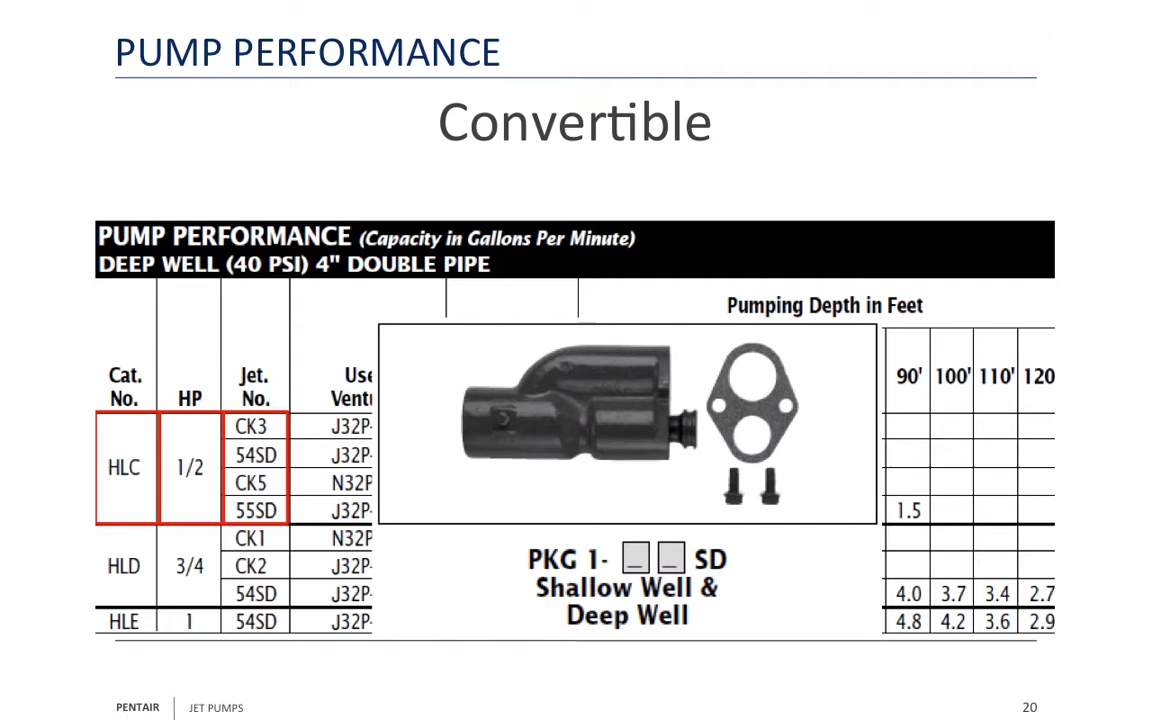 PUMP PERFORMANCE
Convertible
PUMP PERFORMANCE (Capacity in Gallons Per Minute)
DEEP WELL (40 PSI) 4" DOUBLE PIPE
Pumping Depth in Feet
Cat. No. HP Jet. No. 90' 100' 110' 120
HLC 1/2 CK3 J32P-
54SD J32P-
CK5 N32P
55SD J32P- 1.5
HLD 3/4 CK1 N32P
CK2 J32P-
54SD J32P- 4.0 3.7 3.4 2.7
HLE 1 54SD J32P- 4.8 4.2 3.6 2.9
PKG 1- _ _ SD
Shallow Well &
Deep Well
PENTAIR JET PUMPS 20